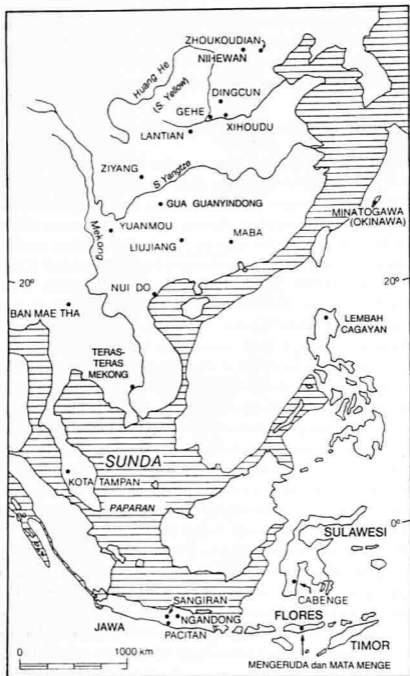 ZHOUKOUDIAN
NIHEWAN
Huang He
(S. Yellow)
DINGCUN
GEHE
XIHOUDU
LANTIAN
ZIYANG
S. Yangtze
GUA GUANYINDONG
MINATOGAWA
(OKINAWA)
Mekong
YUANMOU
MABA
LIUJIANG
20°
20°
NUI DO
BAN MAE THA
LEMBAH
CAGAYAN
TERAS-
TERAS
MEKONG
SUNDA
KOTA TAMPAN
PAPARAN
0°
0°
SULAWESI
CABENGE
SANGIRAN
NGANDONG
FLORES
JAWA
PACITAN
TIMOR
0
1000 km
MENGERUDA dan MATA MENGE